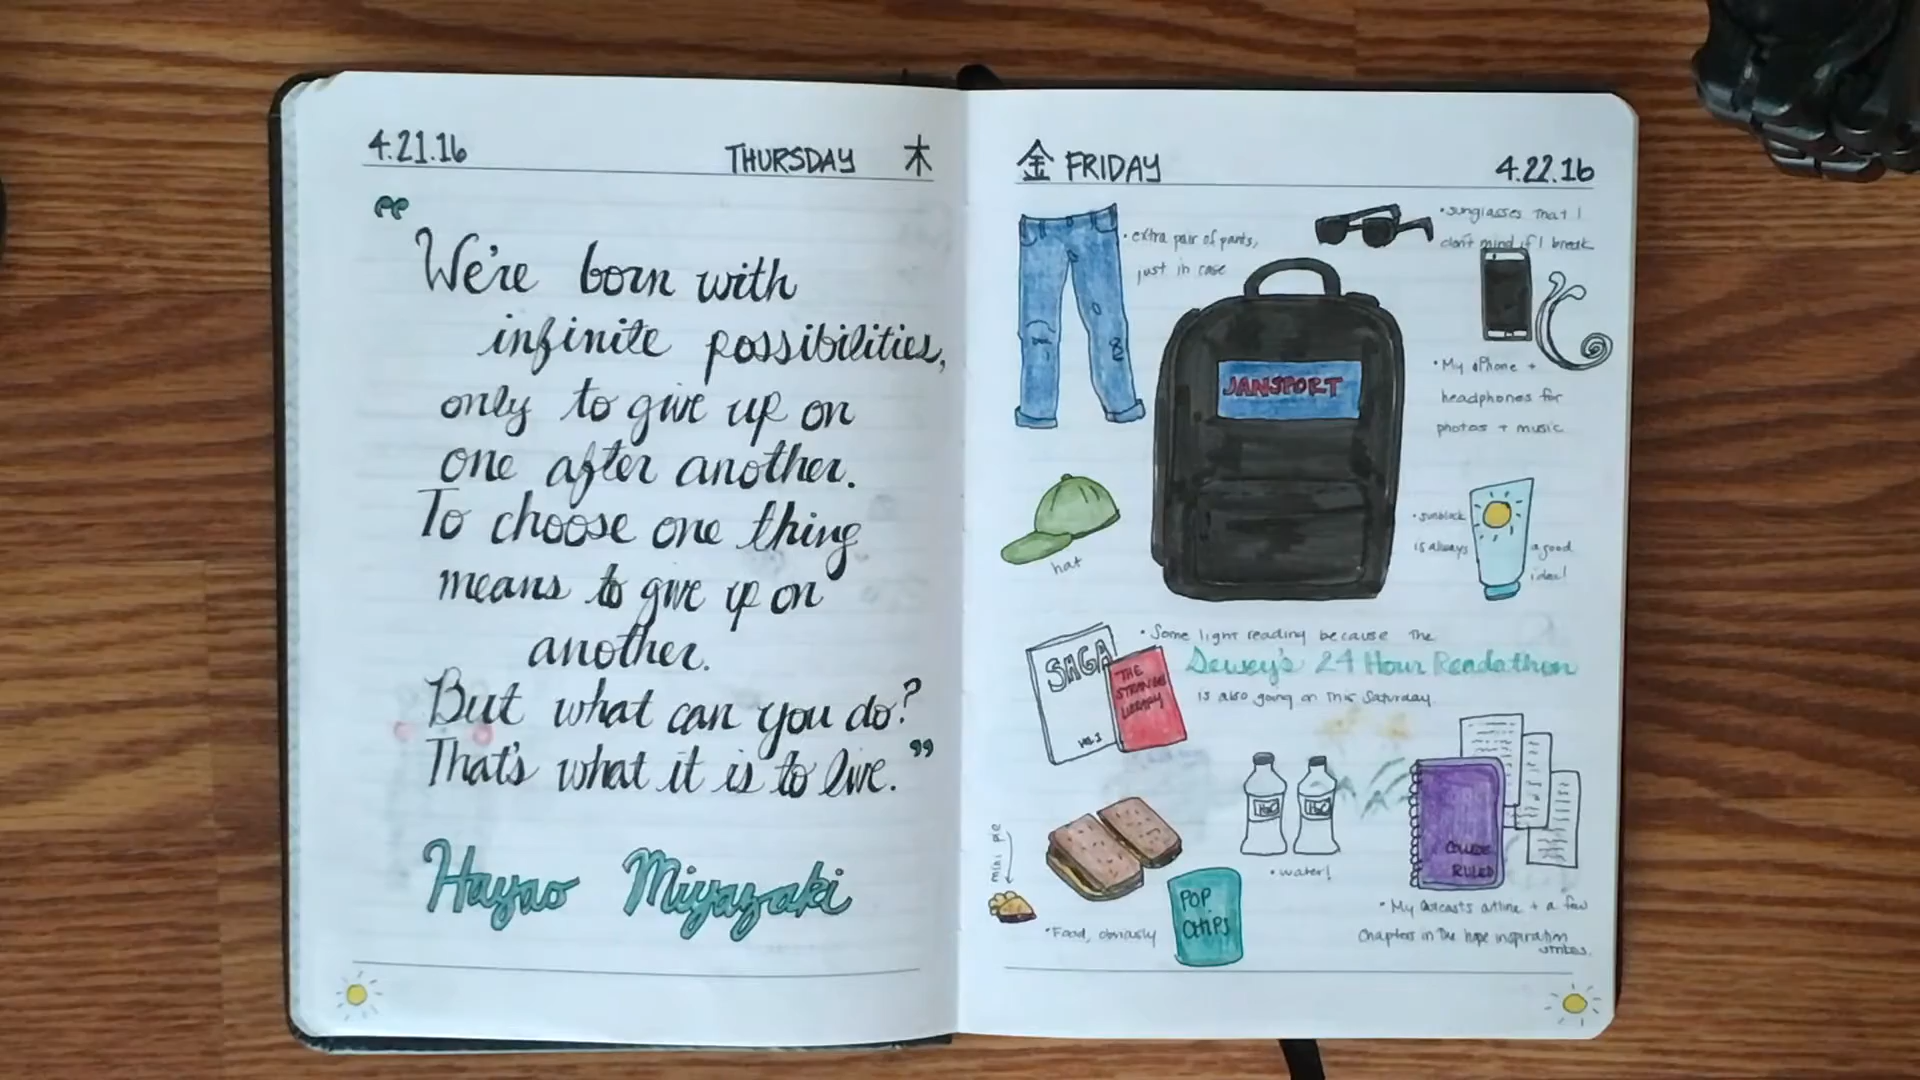 4.21.16 THURSDAY 木
“
We're born with
infinite possibilities,
only to give up on
one after another.
To choose one thing
means to give up on
another.
But what can you do?
That's what it is to live.”
Hayao Miyazaki
金 FRIDAY 4.22.16
• extra pair of pants,
just in case
• sunglasses that I
don't mind if I break
JANSPORT
• My iPhone +
headphones for
photos + music
hat
• sunblock
is always a good
idea!
SAGA
VOL.1
THE
STRANGE
LIBRARY
• Some light reading because the
Dewey's 24 Hour Readathon
is also going on this Saturday.
mini pie
• Food, obviously
POP
CHIPS
H2O H2O
• water!
COLLEGE
RULED
• My Outcasts outline + a few
chapters in the hope inspiration
strikes.